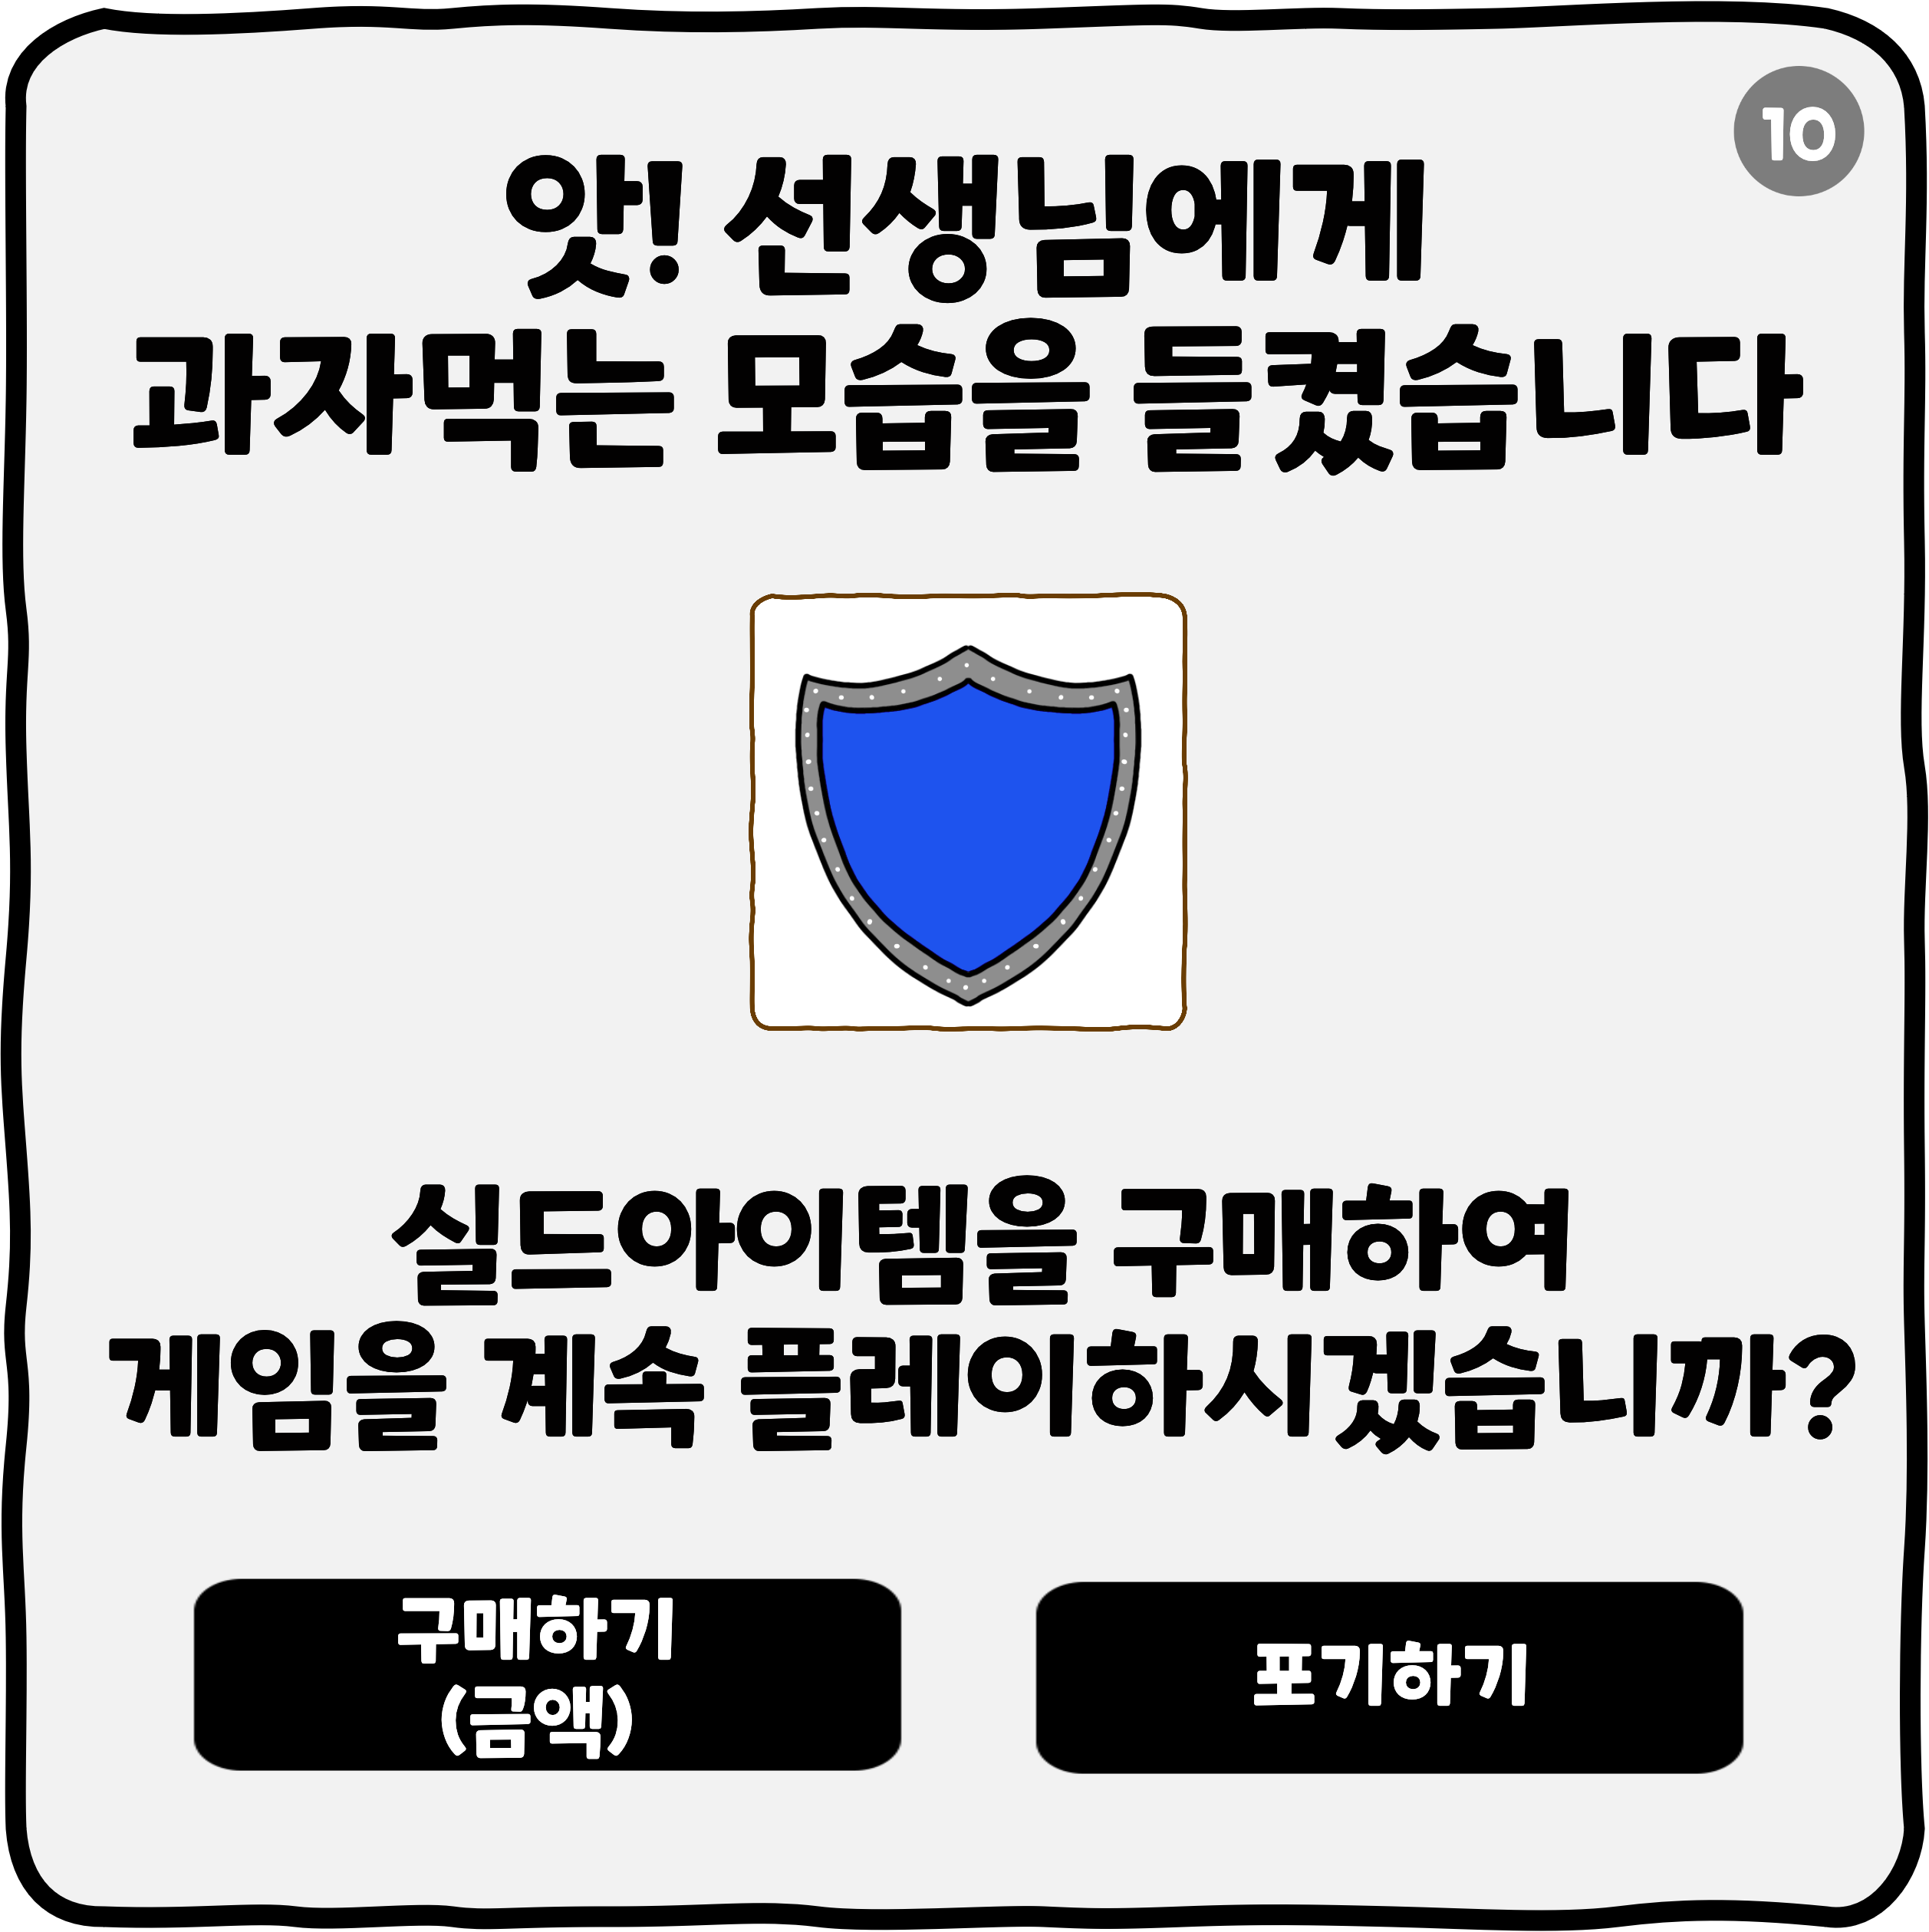 10
앗! 선생님에게
과자먹는 모습을 들켰습니다
실드아이템을 구매하여
게임을 계속 플레이하시겠습니까?
구매하기
(금액)
포기하기